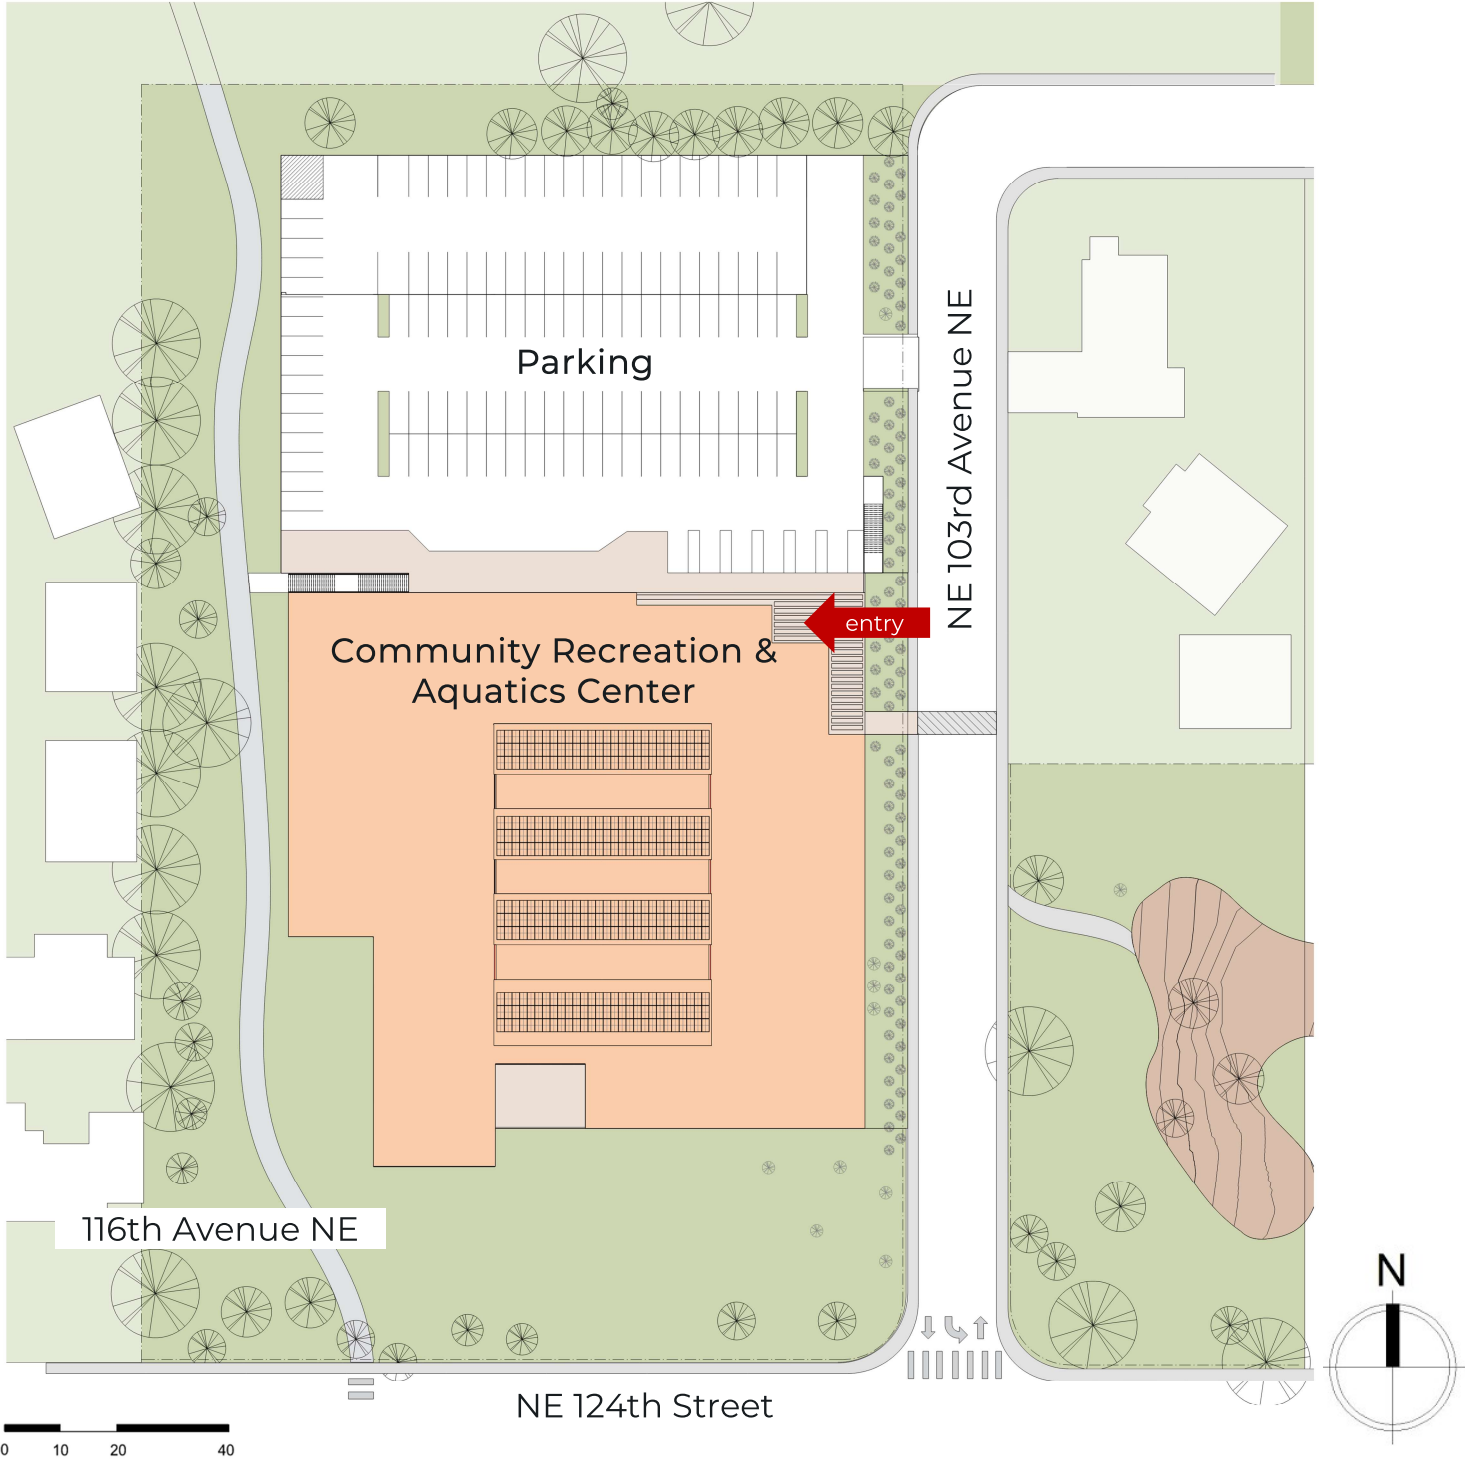 Parking
NE 103rd Avenue NE
entry
Community Recreation &
Aquatics Center
116th Avenue NE
N
NE 124th Street
0 10 20 40